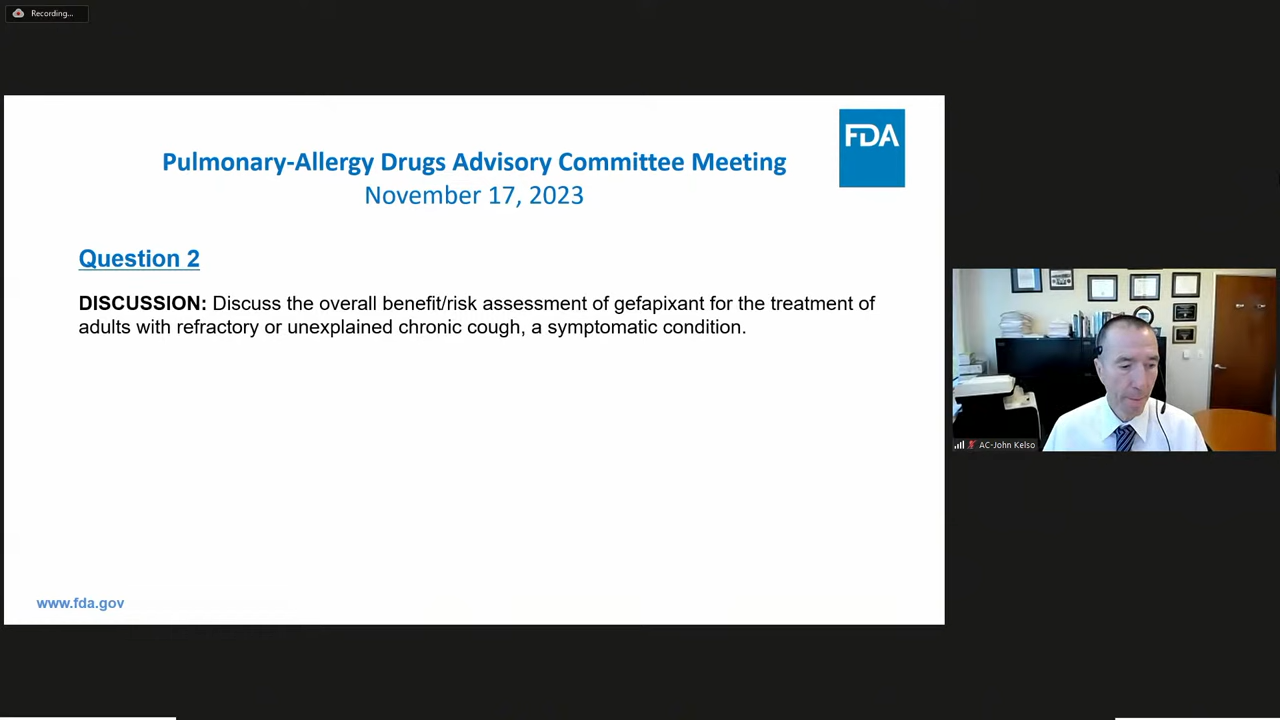 Recording...
FDA
Pulmonary-Allergy Drugs Advisory Committee Meeting
November 17, 2023
Question 2
DISCUSSION: Discuss the overall benefit/risk assessment of gefapixant for the treatment of
adults with refractory or unexplained chronic cough, a symptomatic condition.
AC-John Kelso
www.fda.gov